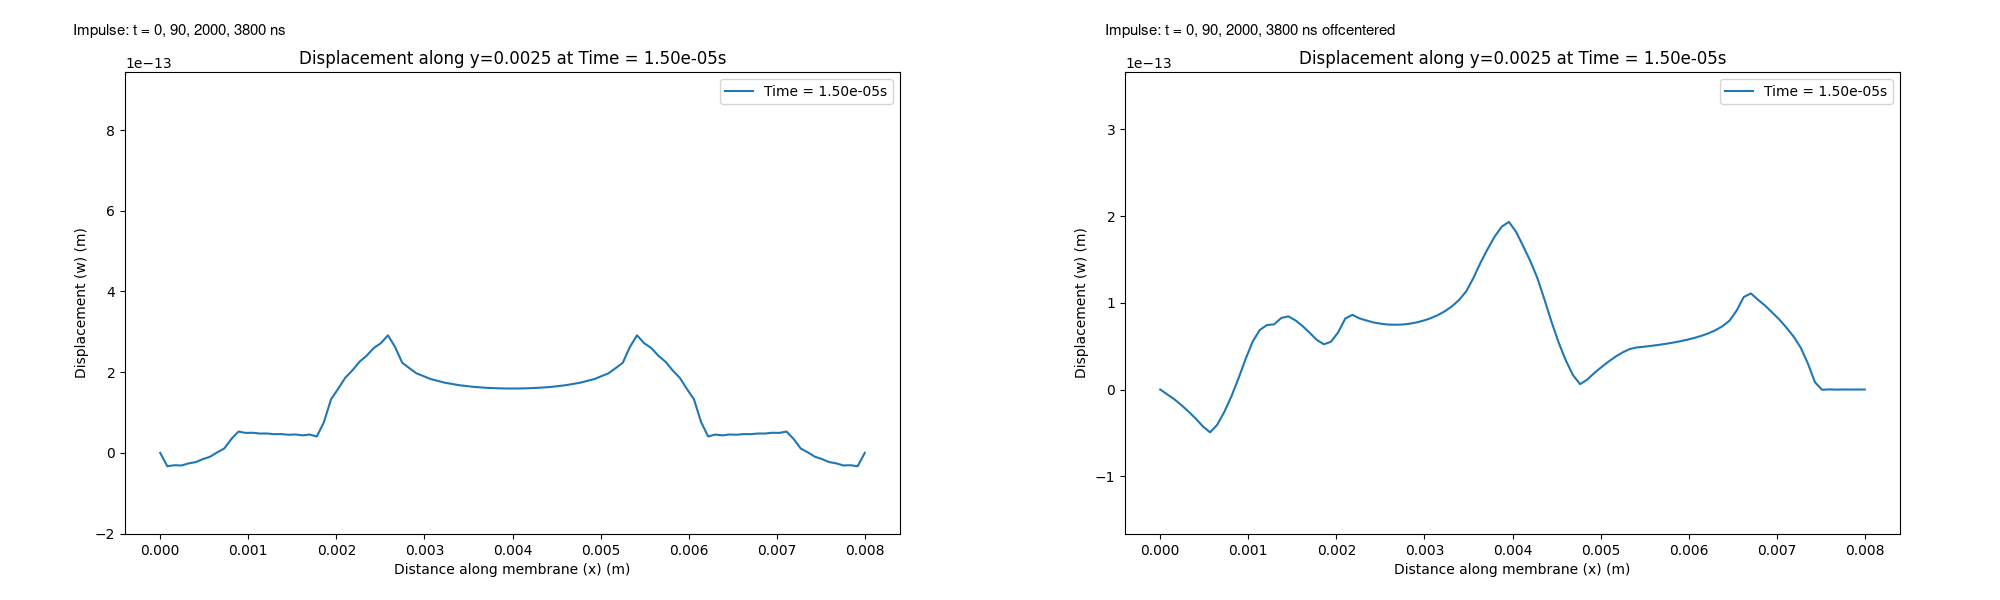 Impulse: t = 0, 90, 2000, 3800 ns
Displacement along y=0.0025 at Time = 1.50e-05s
1e−13
Time = 1.50e-05s
8
6
4
2
0
−2
Displacement (w) (m)
0.000 0.001 0.002 0.003 0.004 0.005 0.006 0.007 0.008
Distance along membrane (x) (m)
Impulse: t = 0, 90, 2000, 3800 ns offcentered
Displacement along y=0.0025 at Time = 1.50e-05s
1e−13
Time = 1.50e-05s
3
2
1
0
−1
Displacement (w) (m)
0.000 0.001 0.002 0.003 0.004 0.005 0.006 0.007 0.008
Distance along membrane (x) (m)